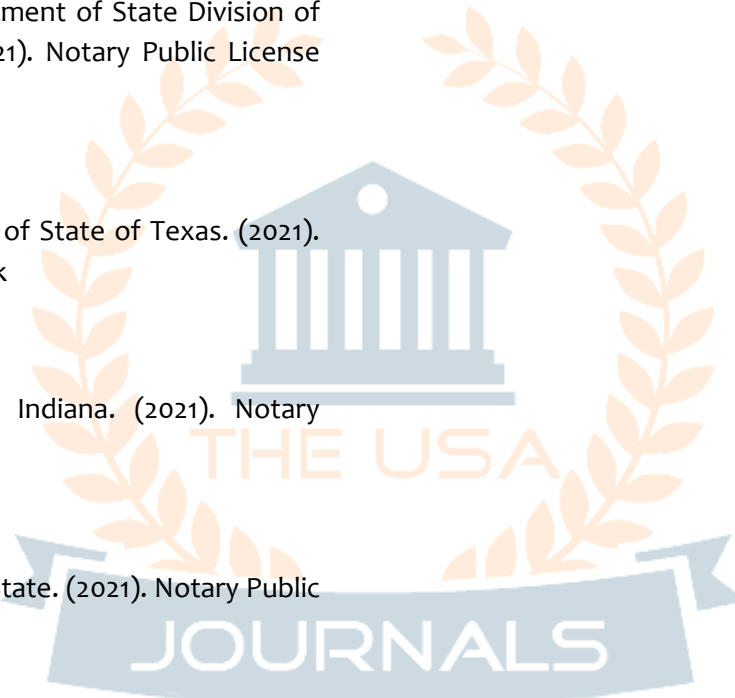 tment of State Division of
21). Notary Public License
of State of Texas. (2021).
k
Indiana. (2021). Notary
THE USA
tate. (2021). Notary Public
JOURNALS